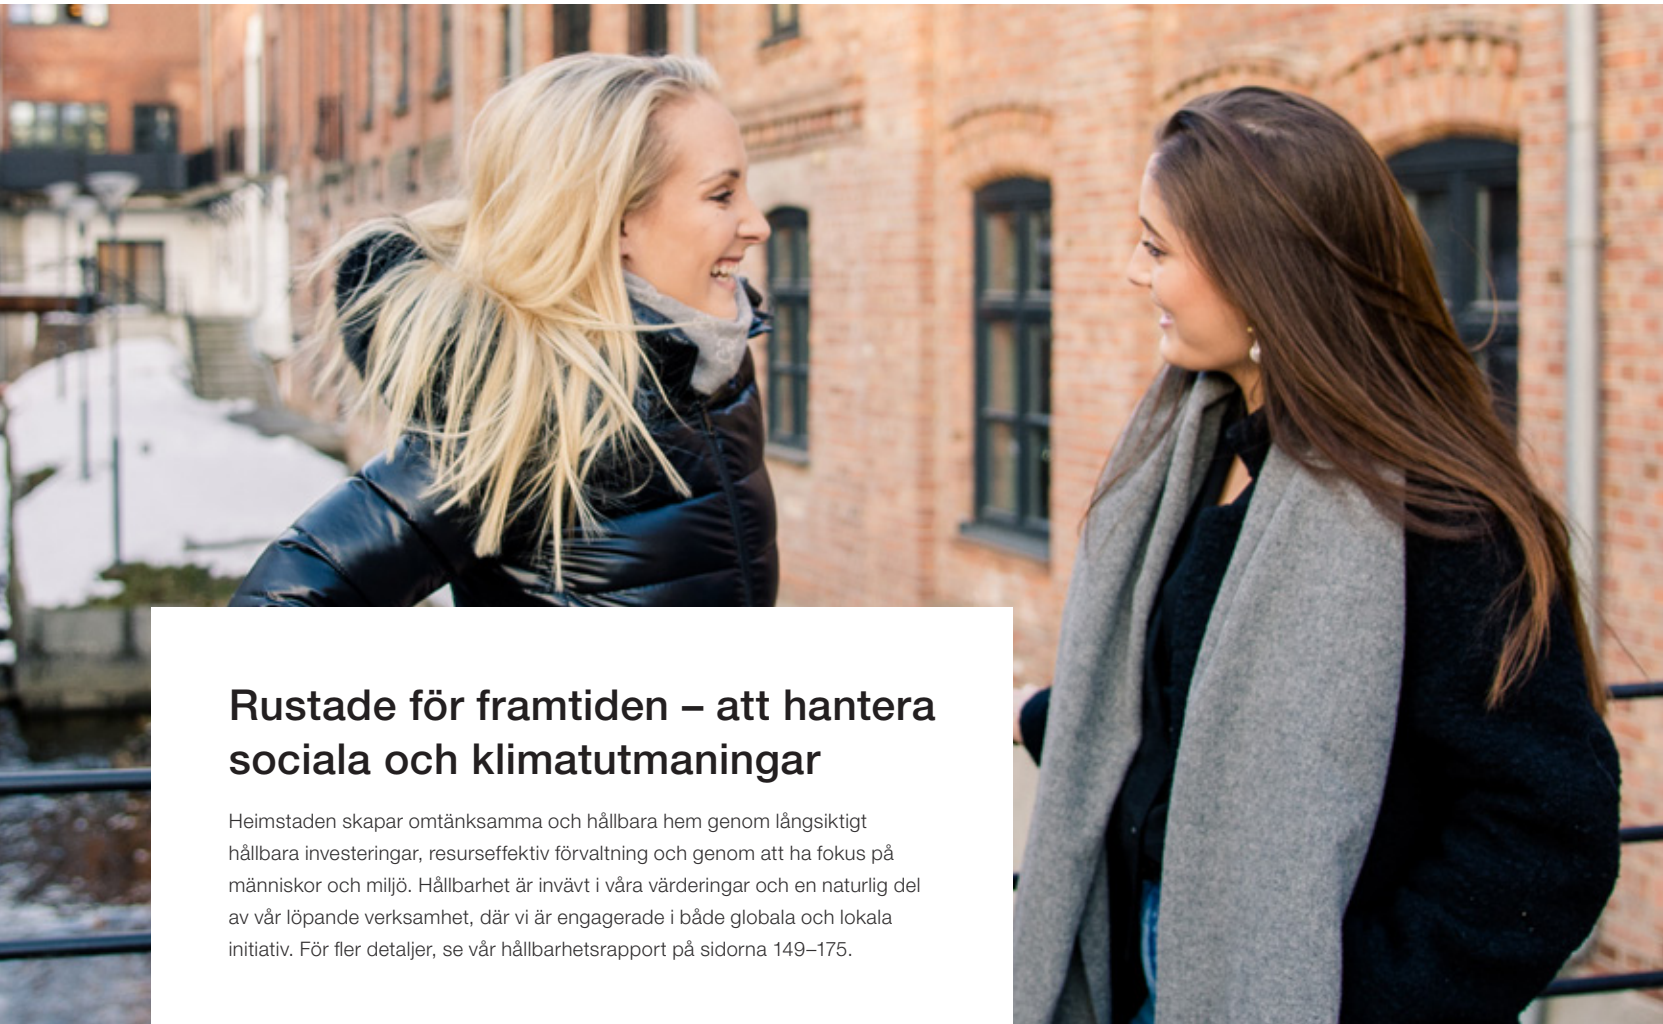 Rustade för framtiden – att hantera
sociala och klimatutmaningar
Heimstaden skapar omtänksamma och hållbara hem genom långsiktigt
hållbara investeringar, resurseffektiv förvaltning och genom att ha fokus på
människor och miljö. Hållbarhet är invävt i våra värderingar och en naturlig del
av vår löpande verksamhet, där vi är engagerade i både globala och lokala
initiativ. För fler detaljer, se vår hållbarhetsrapport på sidorna 149–175.